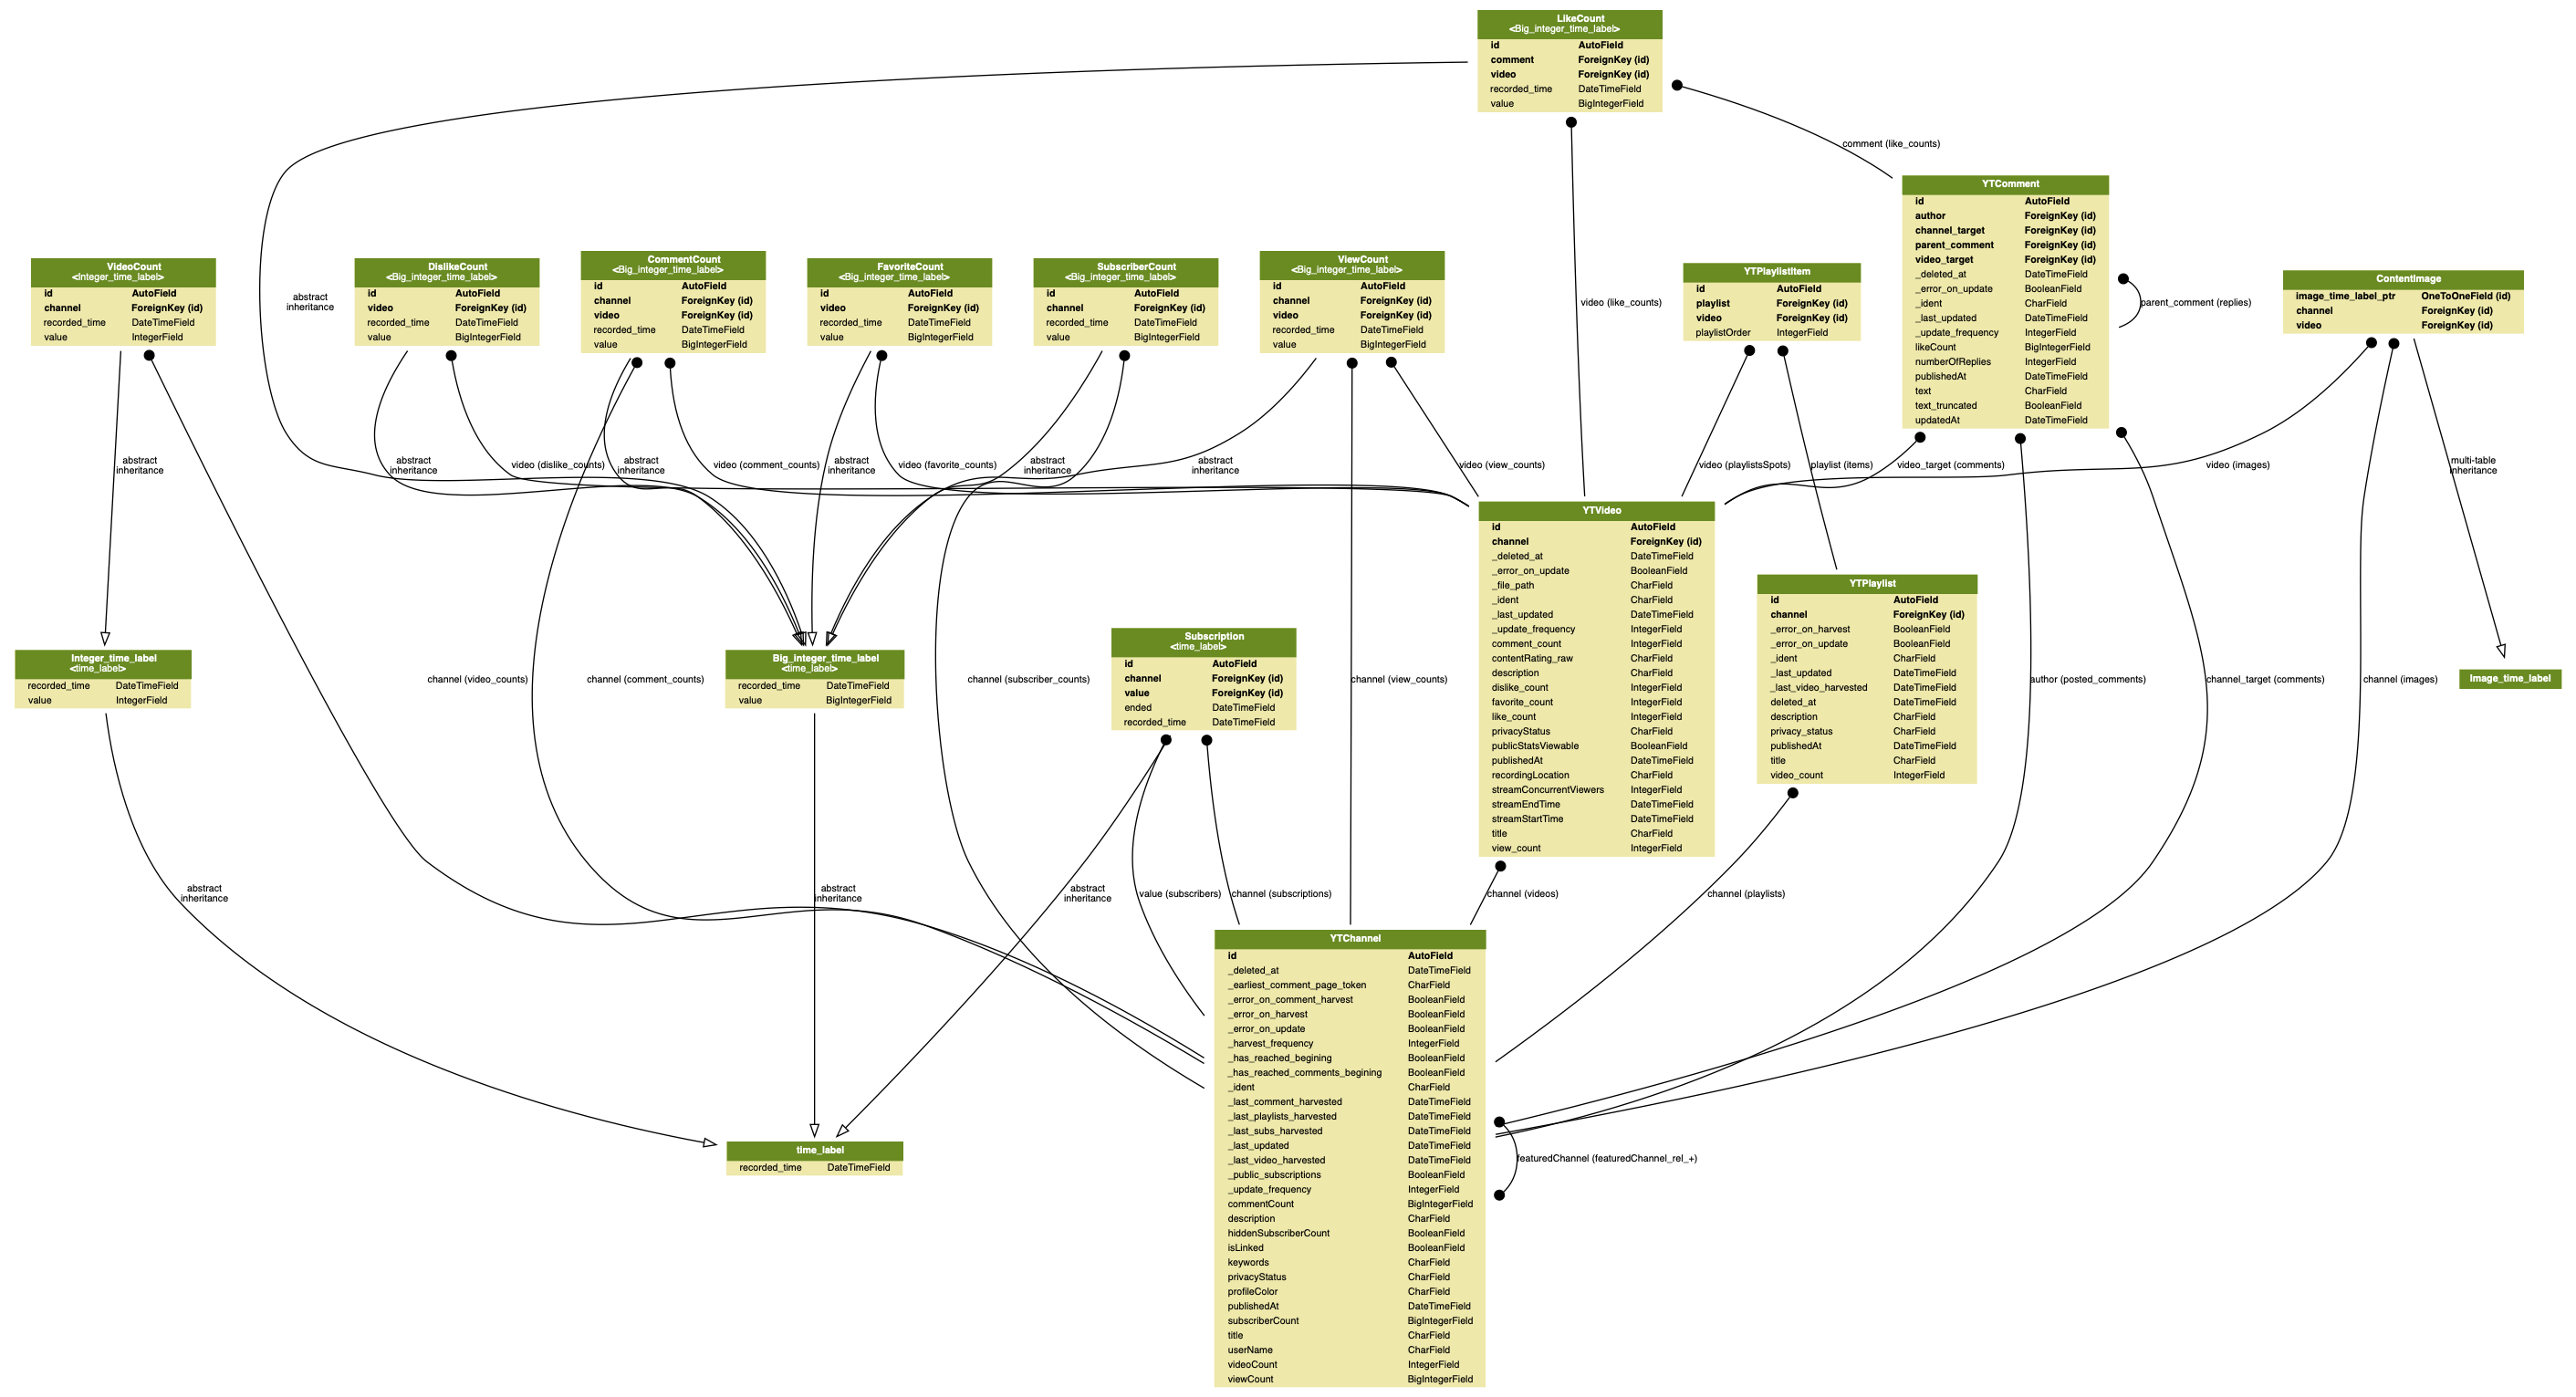 LikeCount
<Big_integer_time_label>
id AutoField
comment ForeignKey (id)
video ForeignKey (id)
recorded_time DateTimeField
value BigIntegerField
comment (like_counts)
YTComment
id AutoField
author ForeignKey (id)
channel_target ForeignKey (id)
parent_comment ForeignKey (id)
video_target ForeignKey (id)
_deleted_at DateTimeField
_error_on_update BooleanField
_ident CharField
_last_updated DateTimeField
_update_frequency IntegerField
likeCount BigIntegerField
numberOfReplies IntegerField
publishedAt DateTimeField
text CharField
text_truncated BooleanField
updatedAt DateTimeField
parent_comment (replies)
VideoCount
<Integer_time_label>
id AutoField
channel ForeignKey (id)
recorded_time DateTimeField
value IntegerField
abstract
inheritance
DislikeCount
<Big_integer_time_label>
id AutoField
video ForeignKey (id)
recorded_time DateTimeField
value BigIntegerField
CommentCount
<Big_integer_time_label>
id AutoField
channel ForeignKey (id)
video ForeignKey (id)
recorded_time DateTimeField
value BigIntegerField
FavoriteCount
<Big_integer_time_label>
id AutoField
video ForeignKey (id)
recorded_time DateTimeField
value BigIntegerField
SubscriberCount
<Big_integer_time_label>
id AutoField
channel ForeignKey (id)
recorded_time DateTimeField
value BigIntegerField
ViewCount
<Big_integer_time_label>
id AutoField
channel ForeignKey (id)
video ForeignKey (id)
recorded_time DateTimeField
value BigIntegerField
video (like_counts)
YTPlaylistItem
id AutoField
playlist ForeignKey (id)
video ForeignKey (id)
playlistOrder IntegerField
ContentImage
image_time_label_ptr OneToOneField (id)
channel ForeignKey (id)
video ForeignKey (id)
abstract
inheritance
abstract
inheritance
video (dislike_counts)
abstract
inheritance
video (comment_counts)
abstract
inheritance
video (favorite_counts)
abstract
inheritance
abstract
inheritance
video (view_counts)
video (playlistsSpots)
playlist (items)
video_target (comments)
video (images)
multi-table
inheritance
YTVideo
id AutoField
channel ForeignKey (id)
_deleted_at DateTimeField
_error_on_update BooleanField
_file_path CharField
_ident CharField
_last_updated DateTimeField
_update_frequency IntegerField
comment_count IntegerField
contentRating_raw CharField
description CharField
dislike_count IntegerField
favorite_count IntegerField
like_count IntegerField
privacyStatus CharField
publicStatsViewable BooleanField
publishedAt DateTimeField
recordingLocation CharField
streamConcurrentViewers IntegerField
streamEndTime DateTimeField
streamStartTime DateTimeField
title CharField
view_count IntegerField
YTPlaylist
id AutoField
channel ForeignKey (id)
_error_on_harvest BooleanField
_error_on_update BooleanField
_ident CharField
_last_updated DateTimeField
_last_video_harvested DateTimeField
deleted_at DateTimeField
description CharField
privacy_status CharField
publishedAt DateTimeField
title CharField
video_count IntegerField
Integer_time_label
<time_label>
recorded_time DateTimeField
value IntegerField
channel (video_counts)
channel (comment_counts)
Big_integer_time_label
<time_label>
recorded_time DateTimeField
value BigIntegerField
channel (subscriber_counts)
Subscription
<time_label>
id AutoField
channel ForeignKey (id)
value ForeignKey (id)
ended DateTimeField
recorded_time DateTimeField
channel (view_counts)
author (posted_comments)
channel_target (comments)
channel (images)
Image_time_label
abstract
inheritance
abstract
inheritance
abstract
inheritance
value (subscribers)
channel (subscriptions)
channel (videos)
channel (playlists)
YTChannel
id AutoField
_deleted_at DateTimeField
_earliest_comment_page_token CharField
_error_on_comment_harvest BooleanField
_error_on_harvest BooleanField
_error_on_update BooleanField
_harvest_frequency IntegerField
_has_reached_begining BooleanField
_has_reached_comments_begining BooleanField
_ident CharField
_last_comment_harvested DateTimeField
_last_playlists_harvested DateTimeField
_last_subs_harvested DateTimeField
_last_updated DateTimeField
_last_video_harvested DateTimeField
_public_subscriptions BooleanField
_update_frequency IntegerField
commentCount BigIntegerField
description CharField
hiddenSubscriberCount BooleanField
isLinked BooleanField
keywords CharField
privacyStatus CharField
profileColor CharField
publishedAt DateTimeField
subscriberCount BigIntegerField
title CharField
userName CharField
videoCount IntegerField
viewCount BigIntegerField
featuredChannel (featuredChannel_rel_+)
time_label
recorded_time DateTimeField